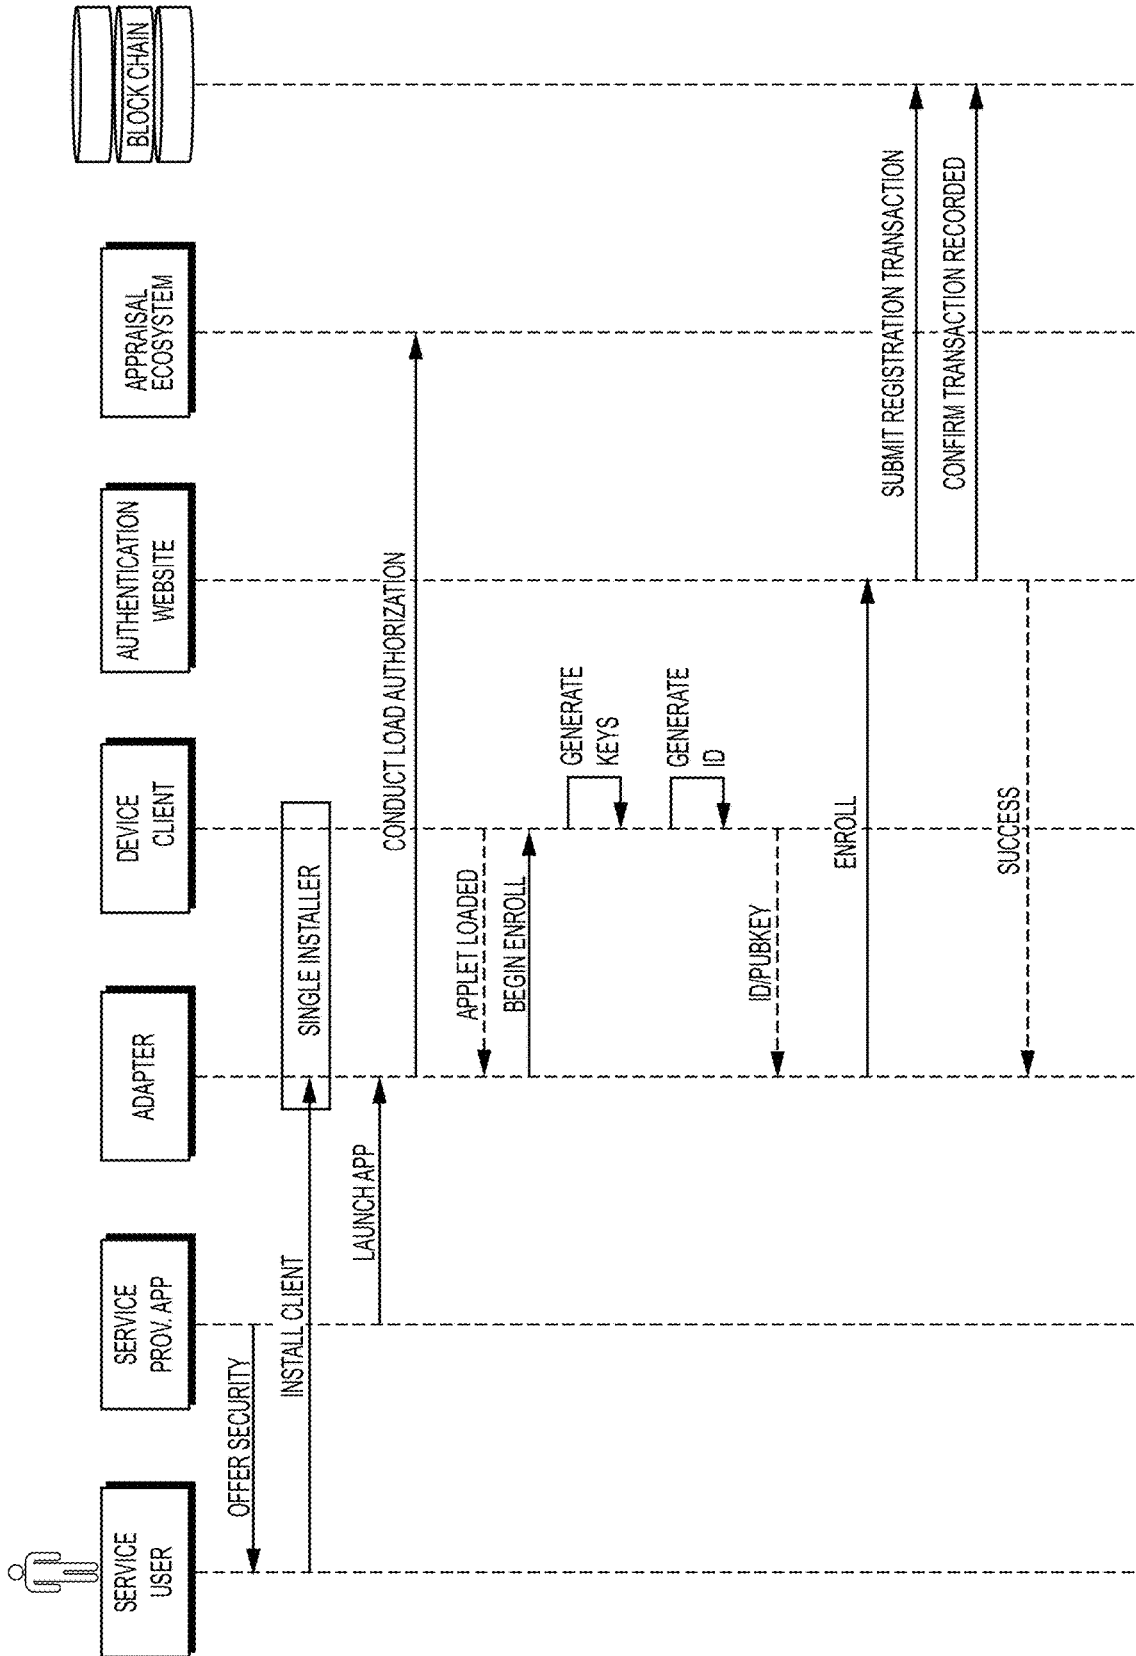 SERVICE
USER
SERVICE
PROV. APP
ADAPTER
DEVICE
CLIENT
AUTHENTICATION
WEBSITE
APPRAISAL
ECOSYSTEM
BLOCK CHAIN
OFFER SECURITY
INSTALL CLIENT
SINGLE INSTALLER
LAUNCH APP
CONDUCT LOAD AUTHORIZATION
APPLET LOADED
BEGIN ENROLL
GENERATE
KEYS
GENERATE
ID
ID/PUBKEY
ENROLL
SUBMIT REGISTRATION TRANSACTION
CONFIRM TRANSACTION RECORDED
SUCCESS